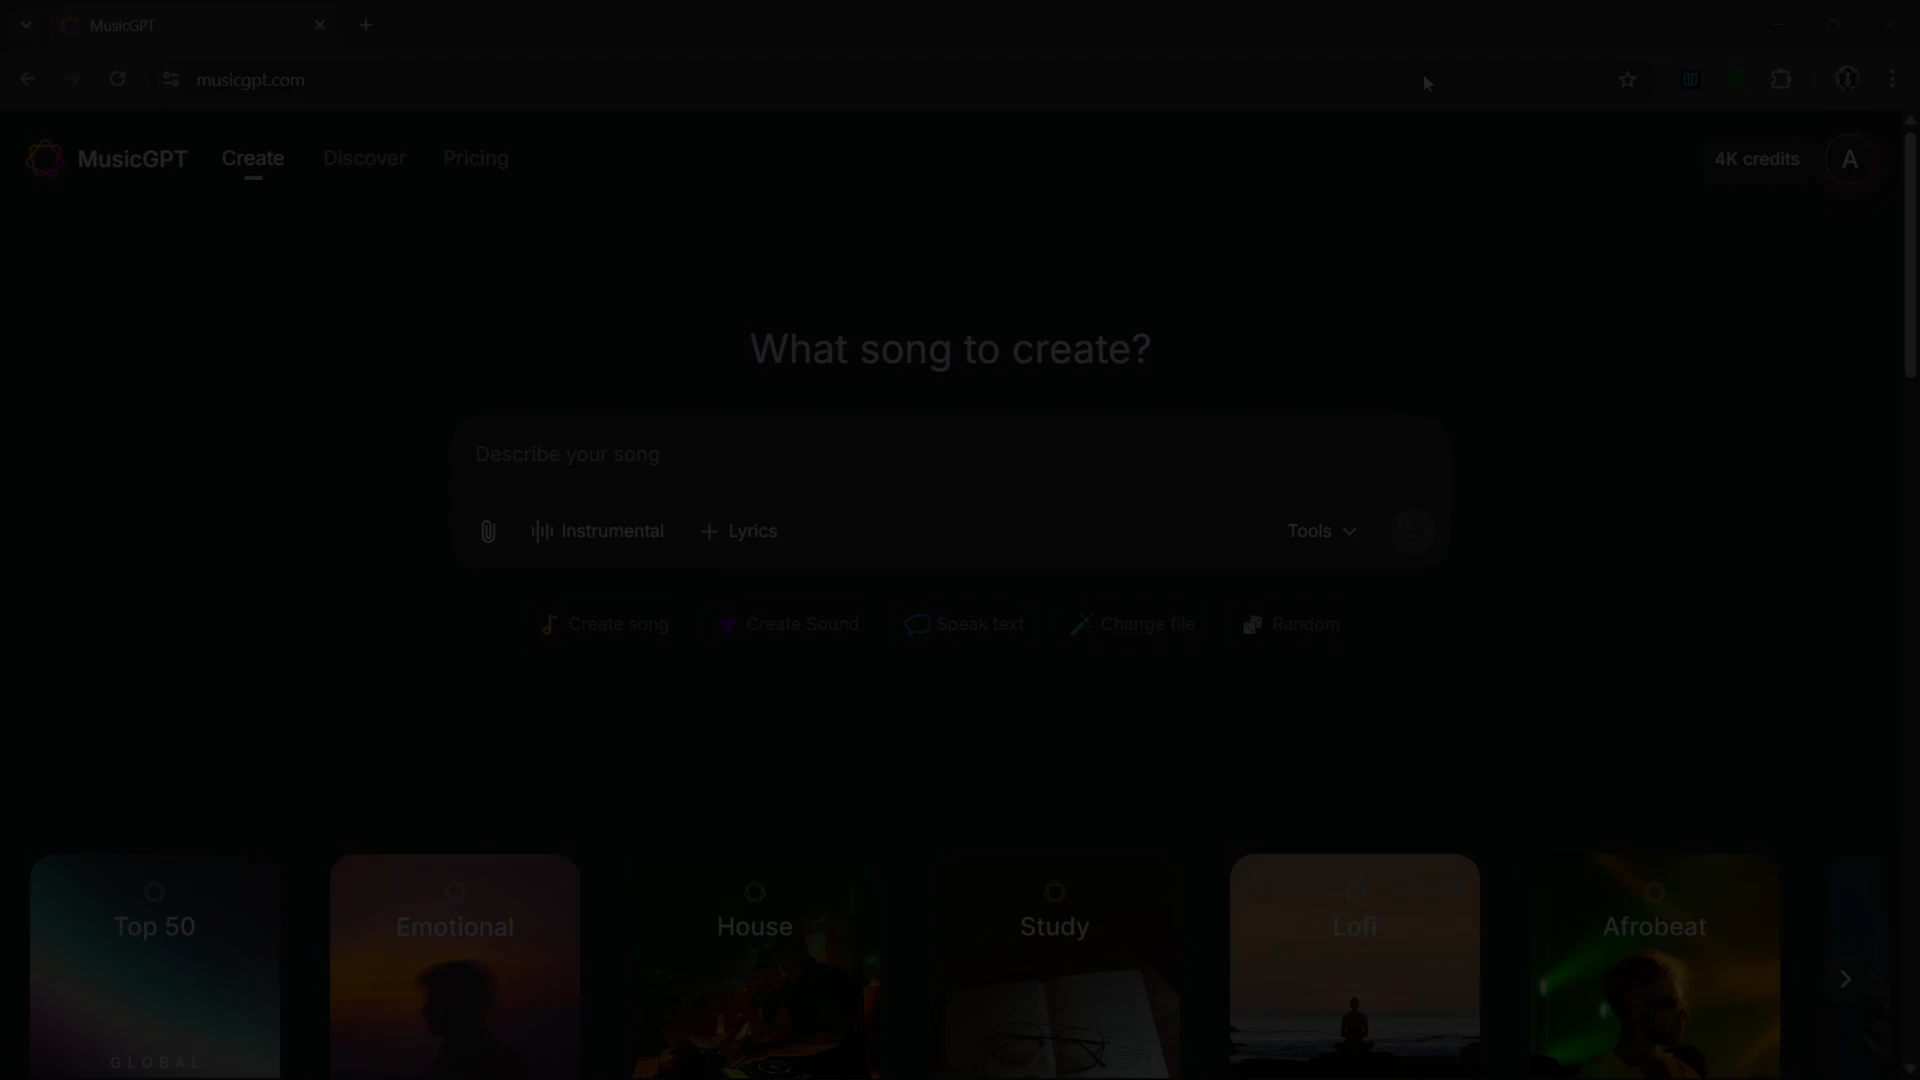 MusicGPT
musicgpt.com
MusicGPT
Create
Discover
Pricing
4K credits
A
What song to create?
Describe your song
Instrumental
Lyrics
Tools
Create song
Create Sound
Speak text
Change file
Random
Top 50
Emotional
House
Study
Lofi
Afrobeat
GLOBAL